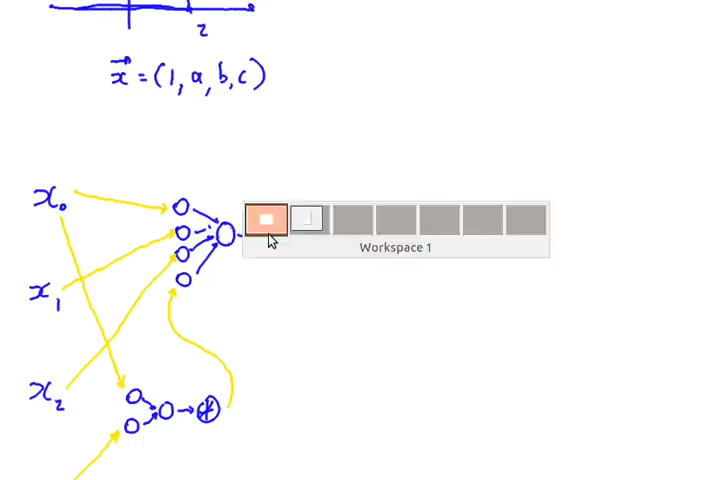 2
x⃗ = (1, a, b, c)
x₀
Workspace 1
x₁
x₂